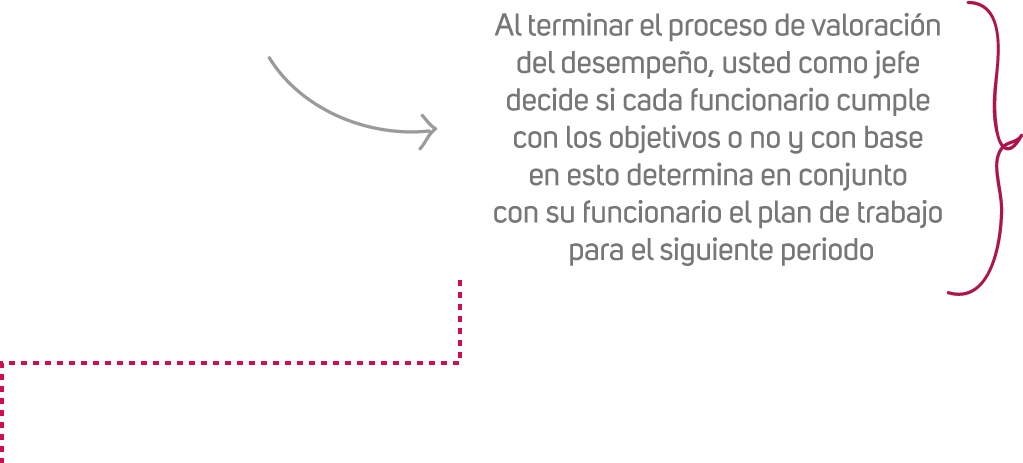 Al terminar el proceso de valoración
del desempeño, usted como jefe
decide si cada funcionario cumple
con los objetivos o no y con base
en esto determina en conjunto
con su funcionario el plan de trabajo
para el siguiente periodo